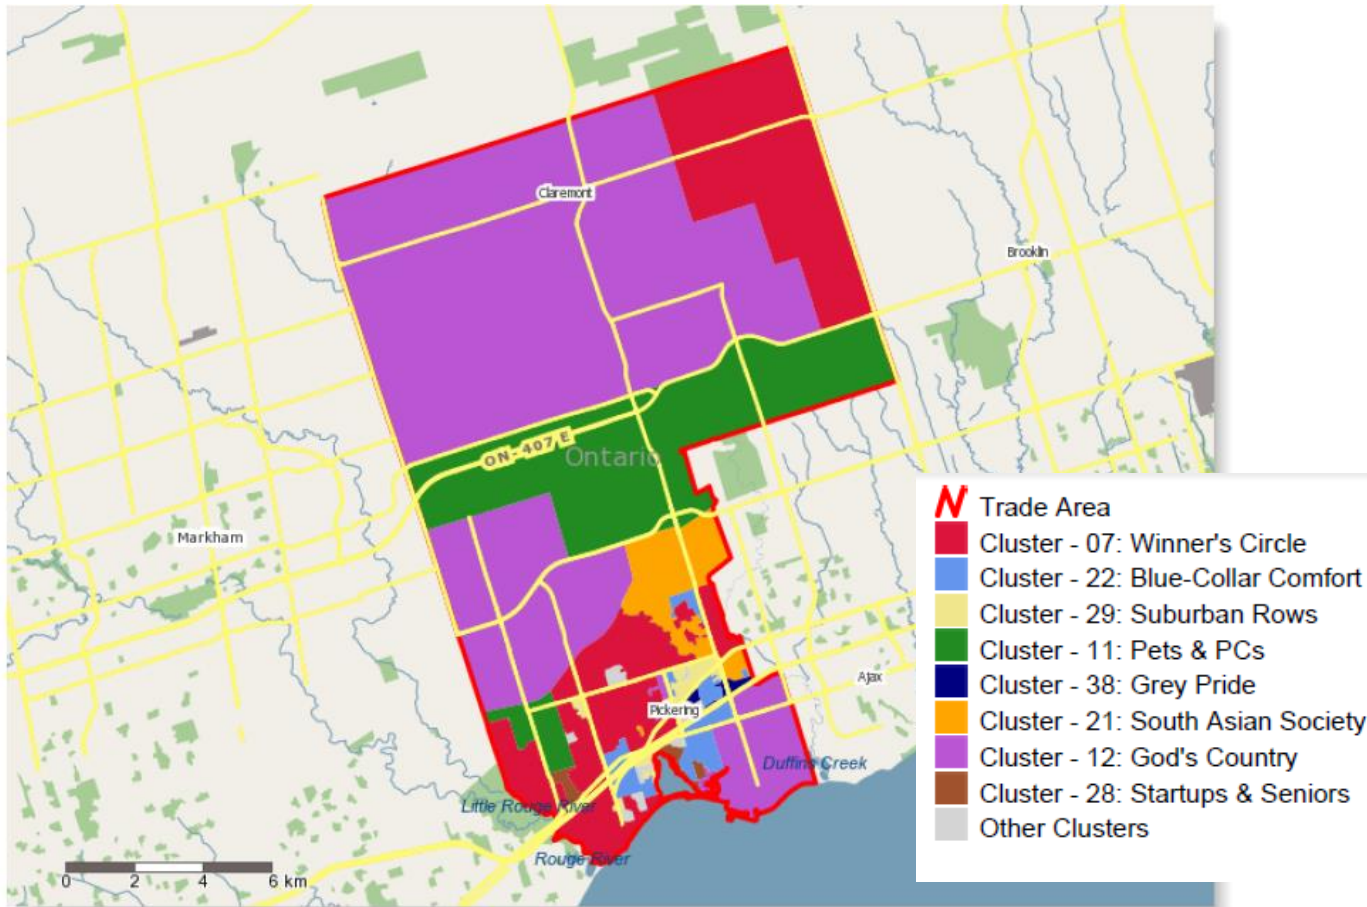 Claremont
Brooklin
ON-407 E
Ontario
Markham
Ajax
Pickering
Duffins Creek
Little Rouge River
Rouge River
0 2 4 6 km
Trade Area
Cluster - 07: Winner's Circle
Cluster - 22: Blue-Collar Comfort
Cluster - 29: Suburban Rows
Cluster - 11: Pets & PCs
Cluster - 38: Grey Pride
Cluster - 21: South Asian Society
Cluster - 12: God's Country
Cluster - 28: Startups & Seniors
Other Clusters